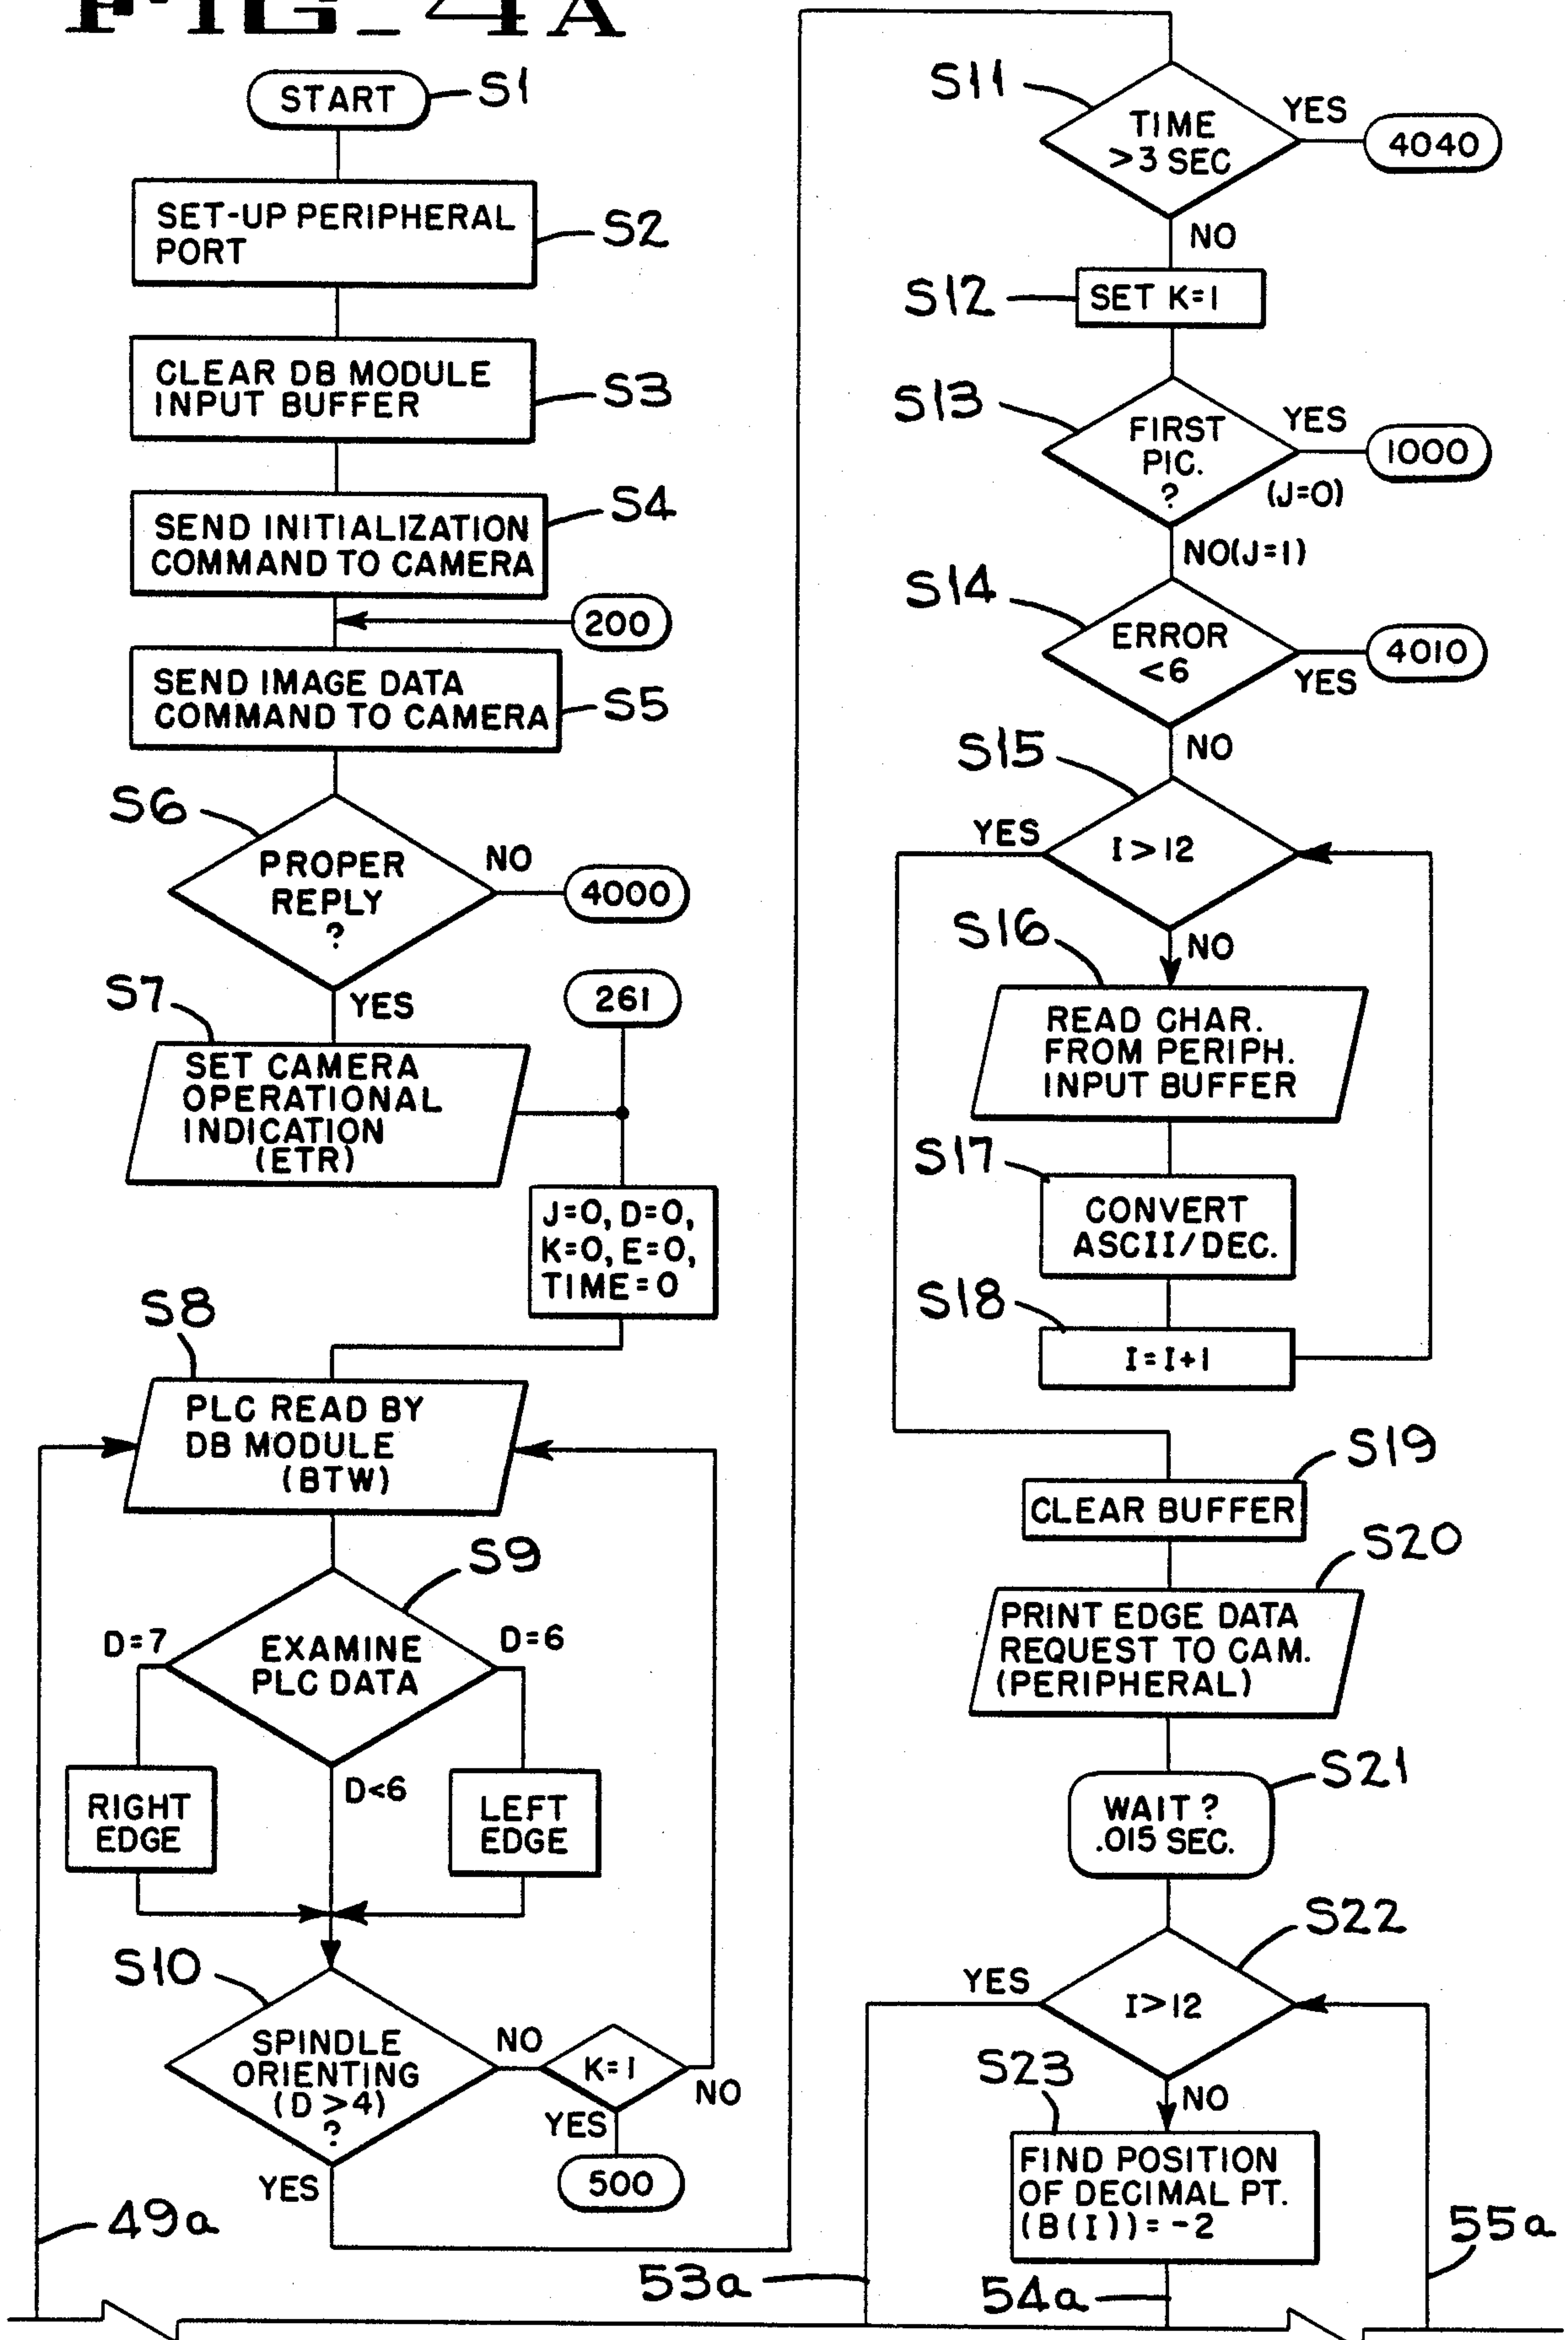 FIG_4A
START
S1
SET-UP PERIPHERAL
PORT
S2
CLEAR DB MODULE
INPUT BUFFER
S3
SEND INITIALIZATION
COMMAND TO CAMERA
S4
200
SEND IMAGE DATA
COMMAND TO CAMERA
S5
S6
PROPER
REPLY
?
NO
4000
YES
S7
261
SET CAMERA
OPERATIONAL
INDICATION
(ETR)
J=0, D=0,
K=0, E=0,
TIME=0
S8
PLC READ BY
DB MODULE
(BTW)
S9
D=7
EXAMINE
PLC DATA
D=6
D<6
RIGHT
EDGE
LEFT
EDGE
S10
SPINDLE
ORIENTING
(D>4)
?
NO
K=1
NO
YES
500
YES
49a
S11
TIME
>3 SEC
YES
4040
NO
S12
SET K=1
S13
FIRST
PIC.
?
YES
1000
(J=0)
NO(J=1)
S14
ERROR
<6
YES
4010
NO
S15
YES
I>12
NO
S16
READ CHAR.
FROM PERIPH.
INPUT BUFFER
S17
CONVERT
ASCII/DEC.
S18
I=I+1
S19
CLEAR BUFFER
S20
PRINT EDGE DATA
REQUEST TO CAM.
(PERIPHERAL)
S21
WAIT?
.015 SEC.
S22
YES
I>12
NO
S23
FIND POSITION
OF DECIMAL PT.
(B(I))=-2
53a
54a
55a